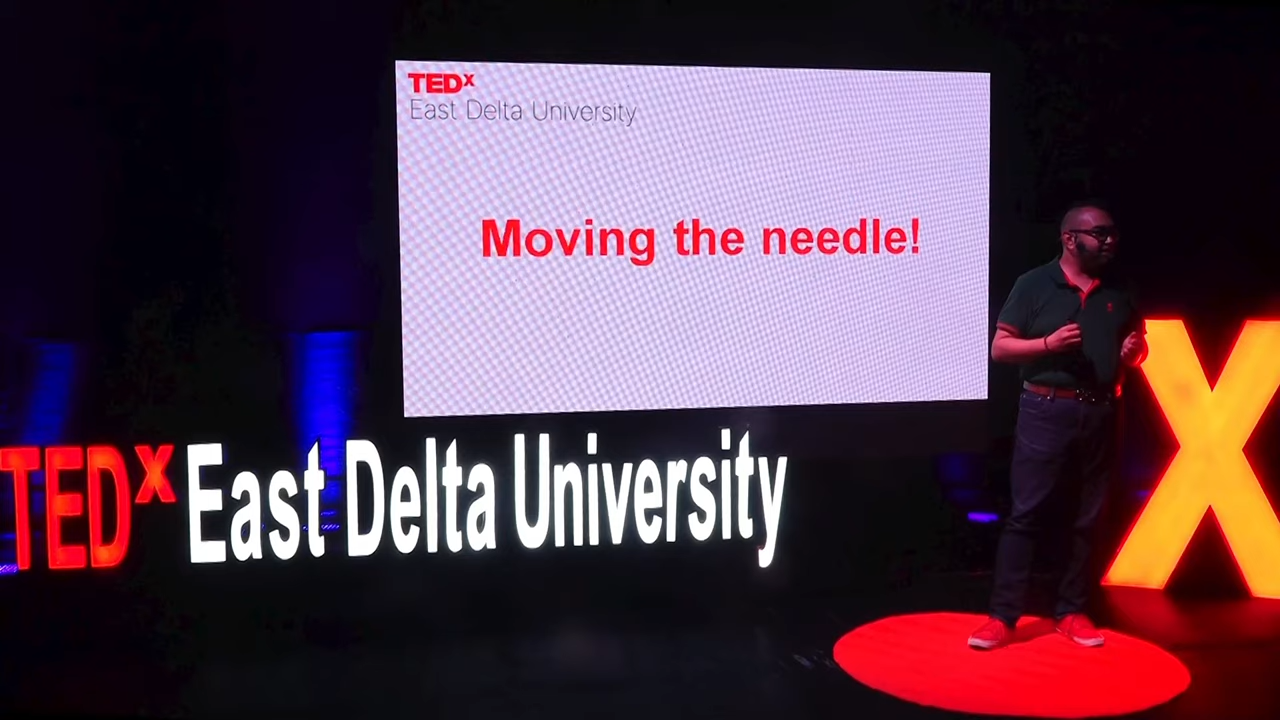 TEDx
East Delta University
Moving the needle!
TEDx East Delta University
X